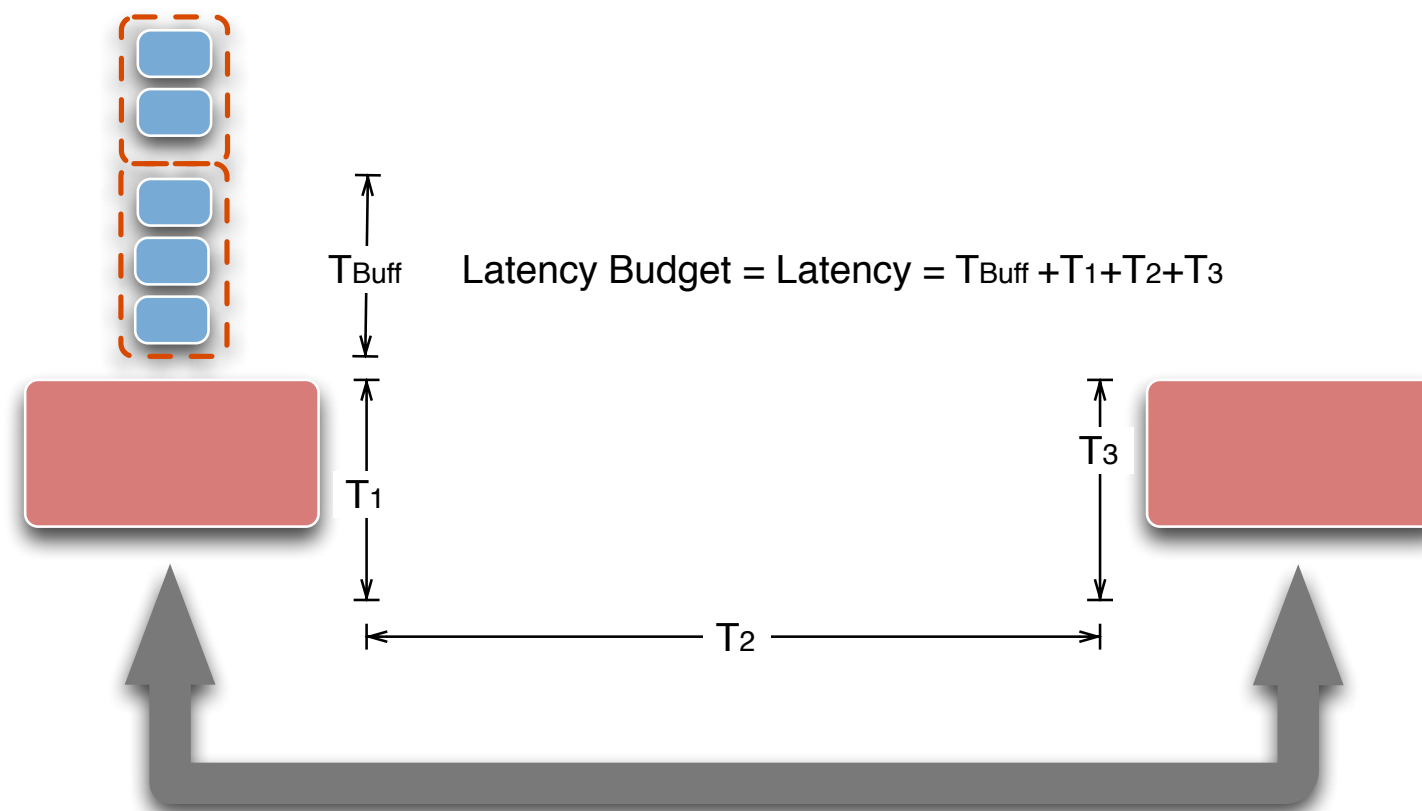 TBuff
Latency Budget = Latency = TBuff +T1+T2+T3
T1
T3
T2